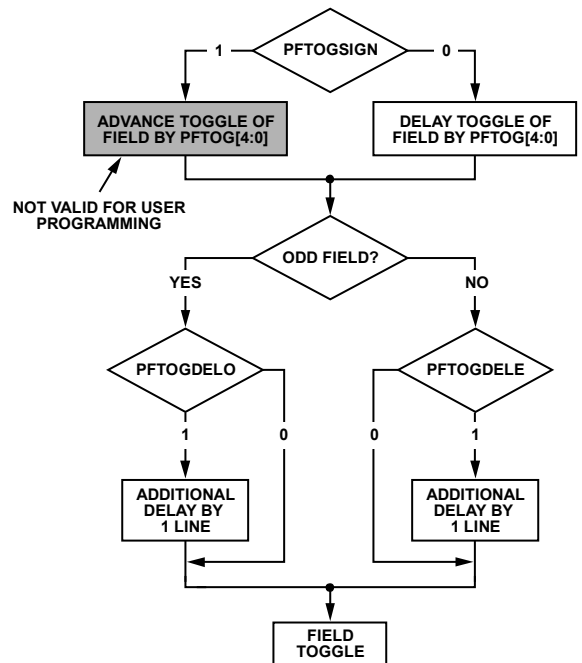 PFTOGSIGN
1
0
ADVANCE TOGGLE OF
FIELD BY PFTOG[4:0]
DELAY TOGGLE OF
FIELD BY PFTOG[4:0]
NOT VALID FOR USER
PROGRAMMING
ODD FIELD?
YES
NO
PFTOGDELO
PFTOGDELE
1
0
0
1
ADDITIONAL
DELAY BY
1 LINE
ADDITIONAL
DELAY BY
1 LINE
FIELD
TOGGLE